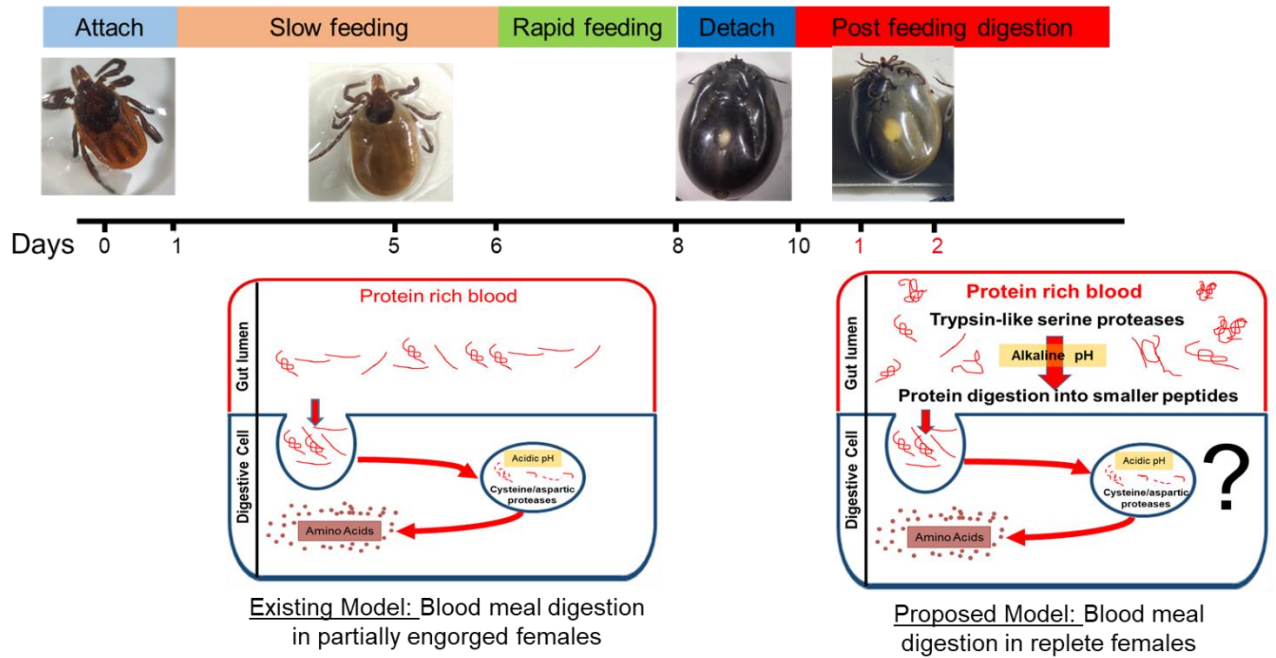 Attach
Slow feeding
Rapid feeding
Detach
Post feeding digestion
Days
0
1
5
6
8
10
1
2
Protein rich blood
Gut lumen
Digestive Cell
Acidic pH
Cysteine/aspartic
proteases
Amino Acids
Existing Model: Blood meal digestion
in partially engorged females
Protein rich blood
Trypsin-like serine proteases
Alkaline pH
Protein digestion into smaller peptides
Gut lumen
Digestive Cell
Acidic pH
Cysteine/aspartic
proteases
?
Amino Acids
Proposed Model: Blood meal
digestion in replete females